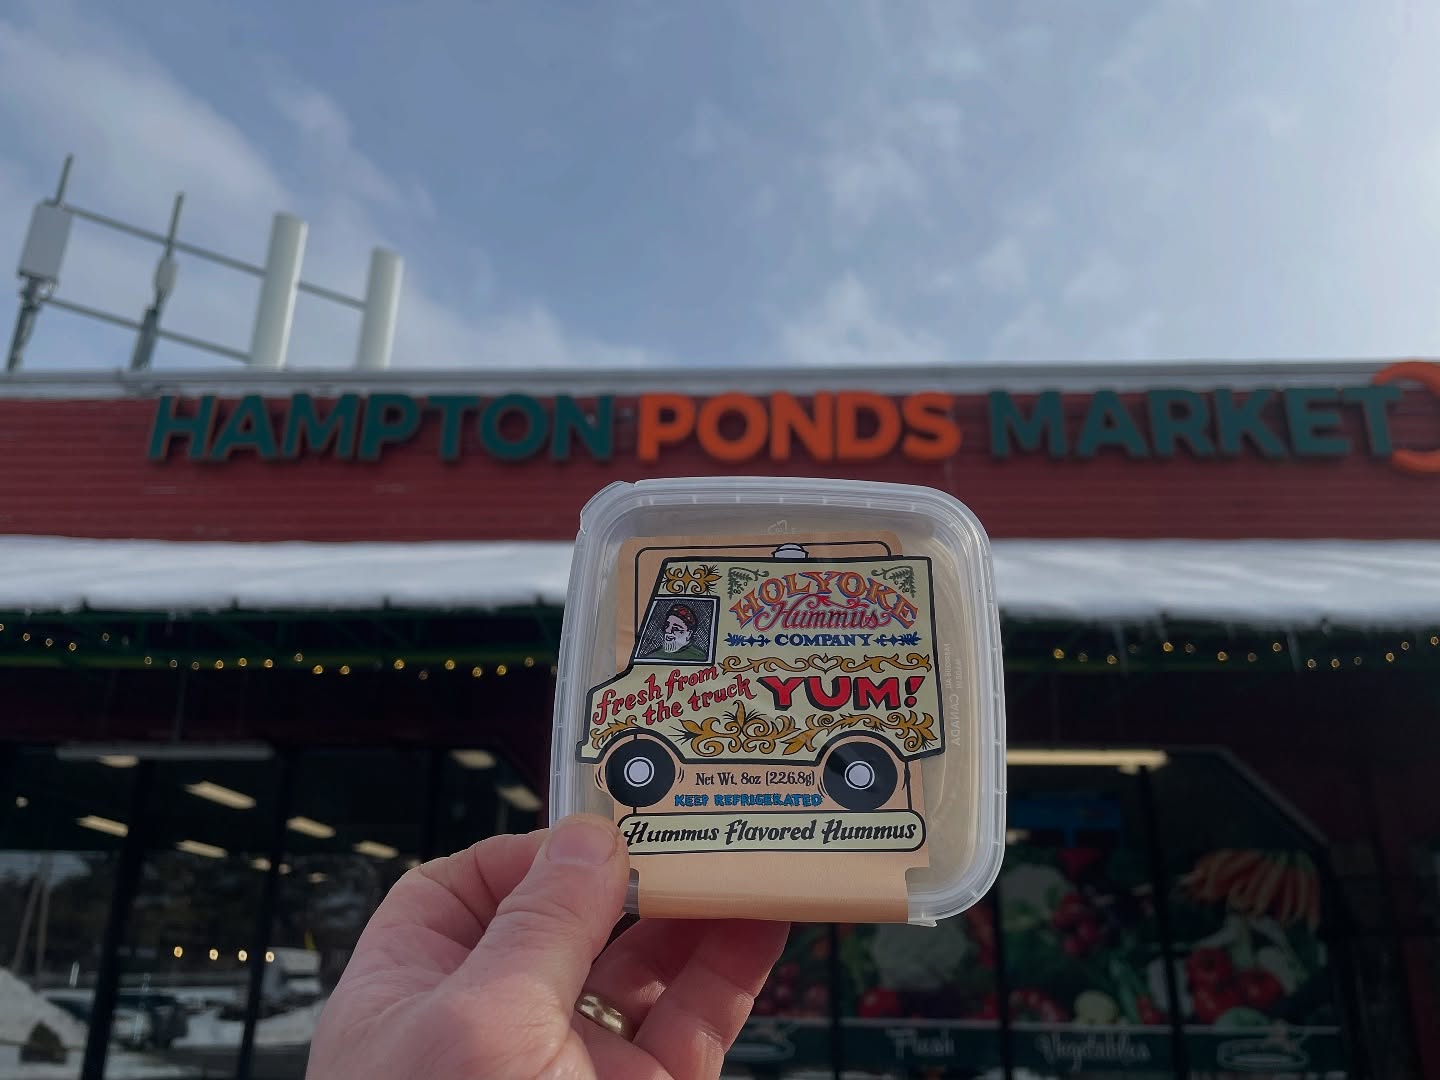 HAMPTON PONDS MARKET
HOLYOKE
Hummus
COMPANY
fresh from
the truck
YUM!
Net Wt. 8oz (226.8g)
KEEP REFRIGERATED
Hummus Flavored Hummus
CANADA
Fresh
Vegetables